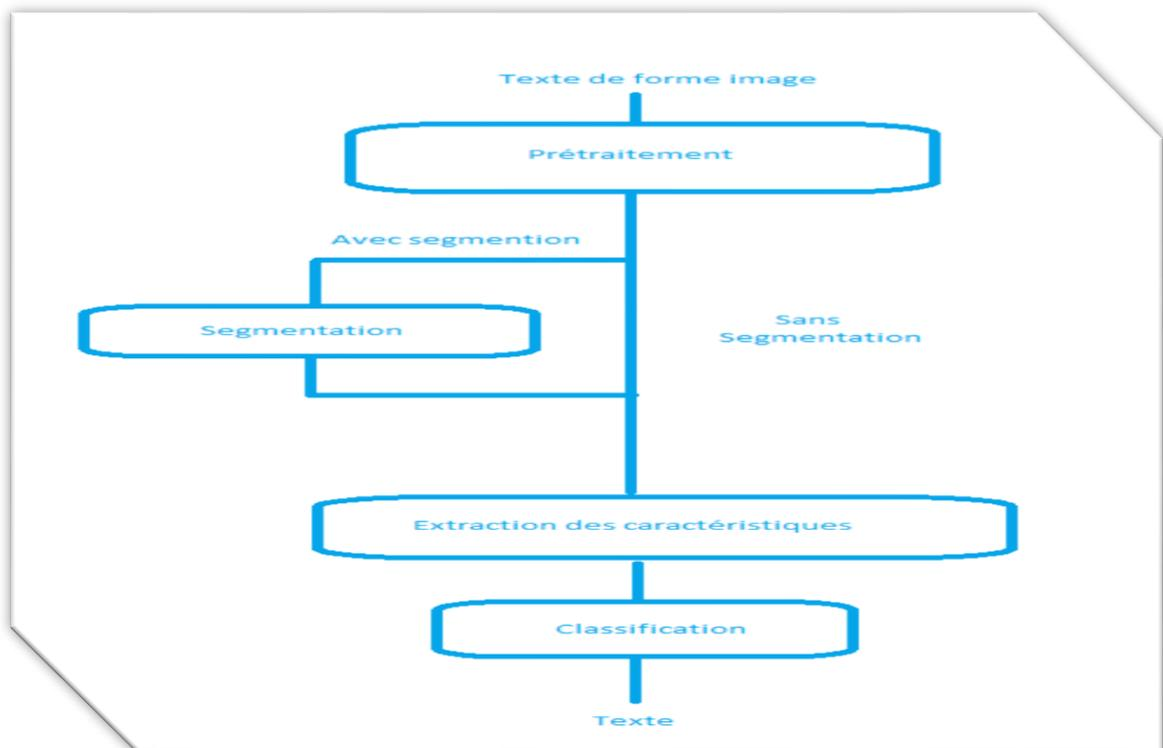 Texte de forme image
Prétraitement
Avec segmention
Segmentation
Sans
Segmentation
Extraction des caractéristiques
Classification
Texte